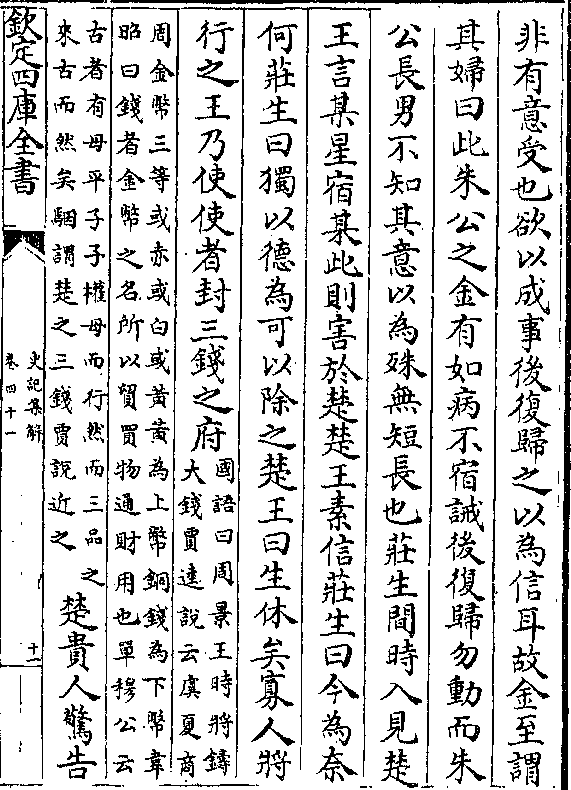 非有意受也欲以成事後復歸之以為信耳故金至謂
其婦曰此朱公之金有如病不宿誡後復歸勿動而朱
公長男不知其意以為殊無短長也莊生間時入見楚
王言某星宿某此則害於楚楚王素信莊生曰今為奈
何莊生曰獨以德為可以除之楚王曰生休矣寡人將
行之王乃使使者封三錢之府
國語曰周景王時將鑄
大錢賈逵說云虞夏商
周金幣三等或赤或白或黃黃為上幣銅錢為下幣韋
昭曰錢者金幣之名所以貿買物通財用也單穆公云
古者有母平子子權母而行然而三品之
來古而然矣駰謂楚之三錢賈說近之
楚貴人驚告
欽定四庫全書
史記集解
卷四十一
十一